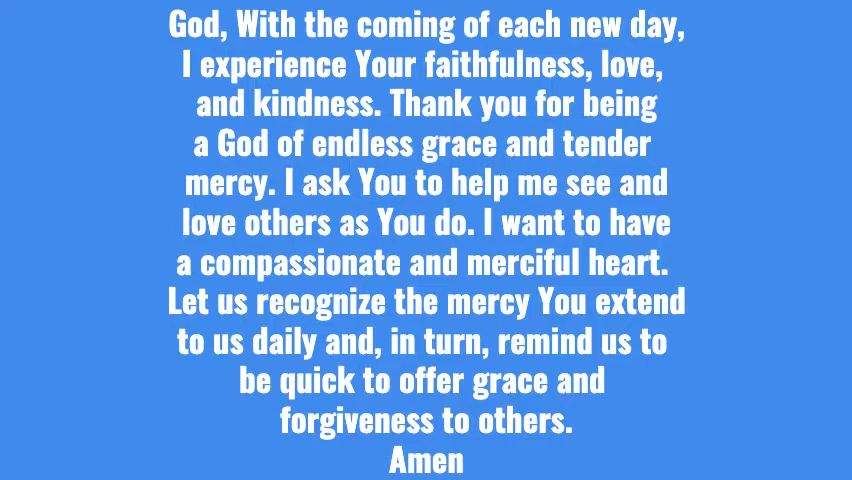 God, With the coming of each new day,
I experience Your faithfulness, love,
and kindness. Thank you for being
a God of endless grace and tender
mercy. I ask You to help me see and
love others as You do. I want to have
a compassionate and merciful heart.
Let us recognize the mercy You extend
to us daily and, in turn, remind us to
be quick to offer grace and
forgiveness to others.
Amen